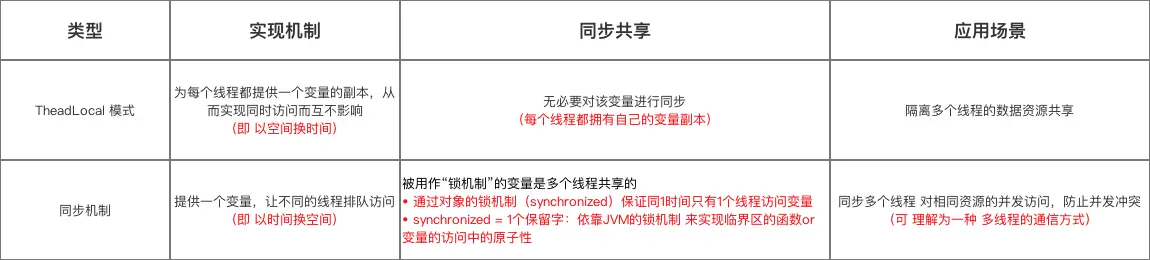 类型
实现机制
同步共享
应用场景
TheadLocal 模式
为每个线程都提供一个变量的副本，从
而实现同时访问而互不影响
（即 以空间换时间）
无必要对该变量进行同步
（每个线程都拥有自己的变量副本）
隔离多个线程的数据资源共享
同步机制
提供一个变量，让不同的线程排队访问
（即 以时间换空间）
被用作“锁机制”的变量是多个线程共享的
• 通过对象的锁机制（synchronized）保证同1时间只有1个线程访问变量
• synchronized = 1个保留字：依靠JVM的锁机制 来实现临界区的函数or
变量的访问中的原子性
同步多个线程 对相同资源的并发访问，防止并发冲突
（可 理解为一种 多线程的通信方式）